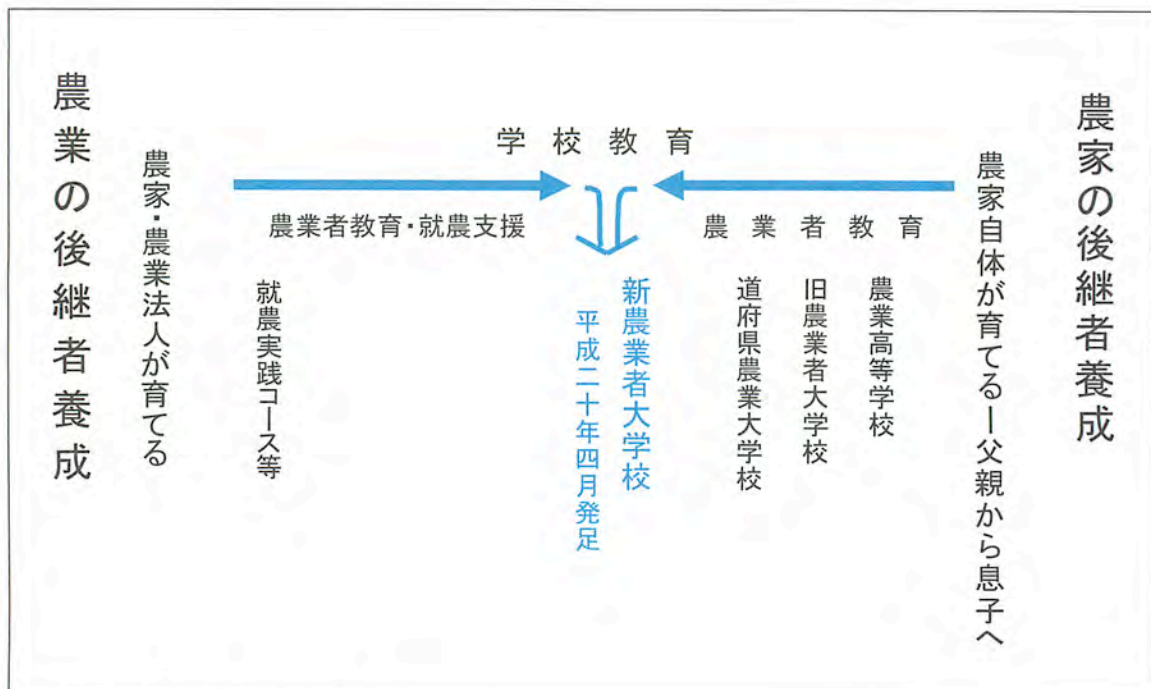 農家の後継者養成
農家自体が育てるー父親から息子へ
学校教育
農業者教育
農業高等学校
旧農業者大学校
道府県農業大学校
新農業者大学校
平成二十年四月発足
農業者教育・就農支援
就農実践コース等
農家・農業法人が育てる
農業の後継者養成